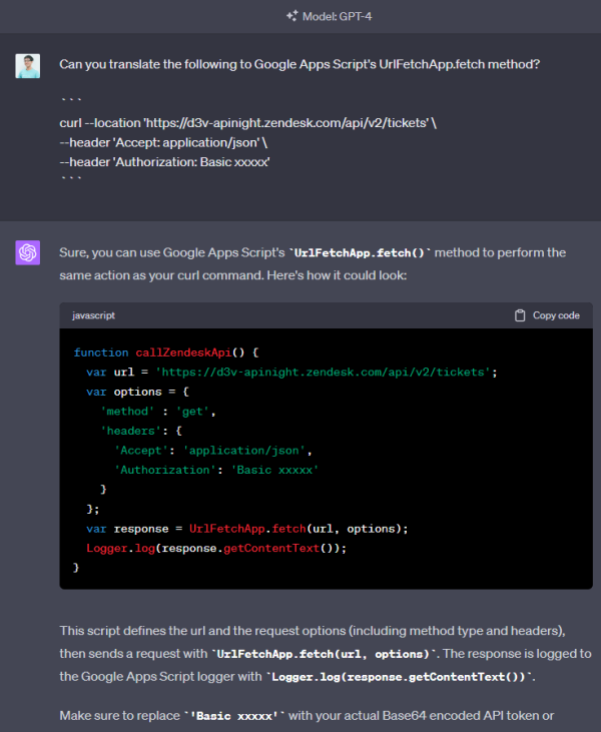 Model: GPT-4
Can you translate the following to Google Apps Script's UrlFetchApp.fetch method?
```
curl --location 'https://d3v-apinight.zendesk.com/api/v2/tickets' \
--header 'Accept: application/json' \
--header 'Authorization: Basic xxxxx'
```
Sure, you can use Google Apps Script's `UrlFetchApp.fetch()` method to perform the
same action as your curl command. Here's how it could look:
javascript Copy code
function callZendeskApi() {
  var url = 'https://d3v-apinight.zendesk.com/api/v2/tickets';
  var options = {
    'method' : 'get',
    'headers': {
      'Accept': 'application/json',
      'Authorization': 'Basic xxxxx'
    }
  };
  var response = UrlFetchApp.fetch(url, options);
  Logger.log(response.getContentText());
}
This script defines the url and the request options (including method type and headers),
then sends a request with `UrlFetchApp.fetch(url, options)`. The response is logged to
the Google Apps Script logger with `Logger.log(response.getContentText())`.
Make sure to replace `'Basic xxxxx'` with your actual Base64 encoded API token or